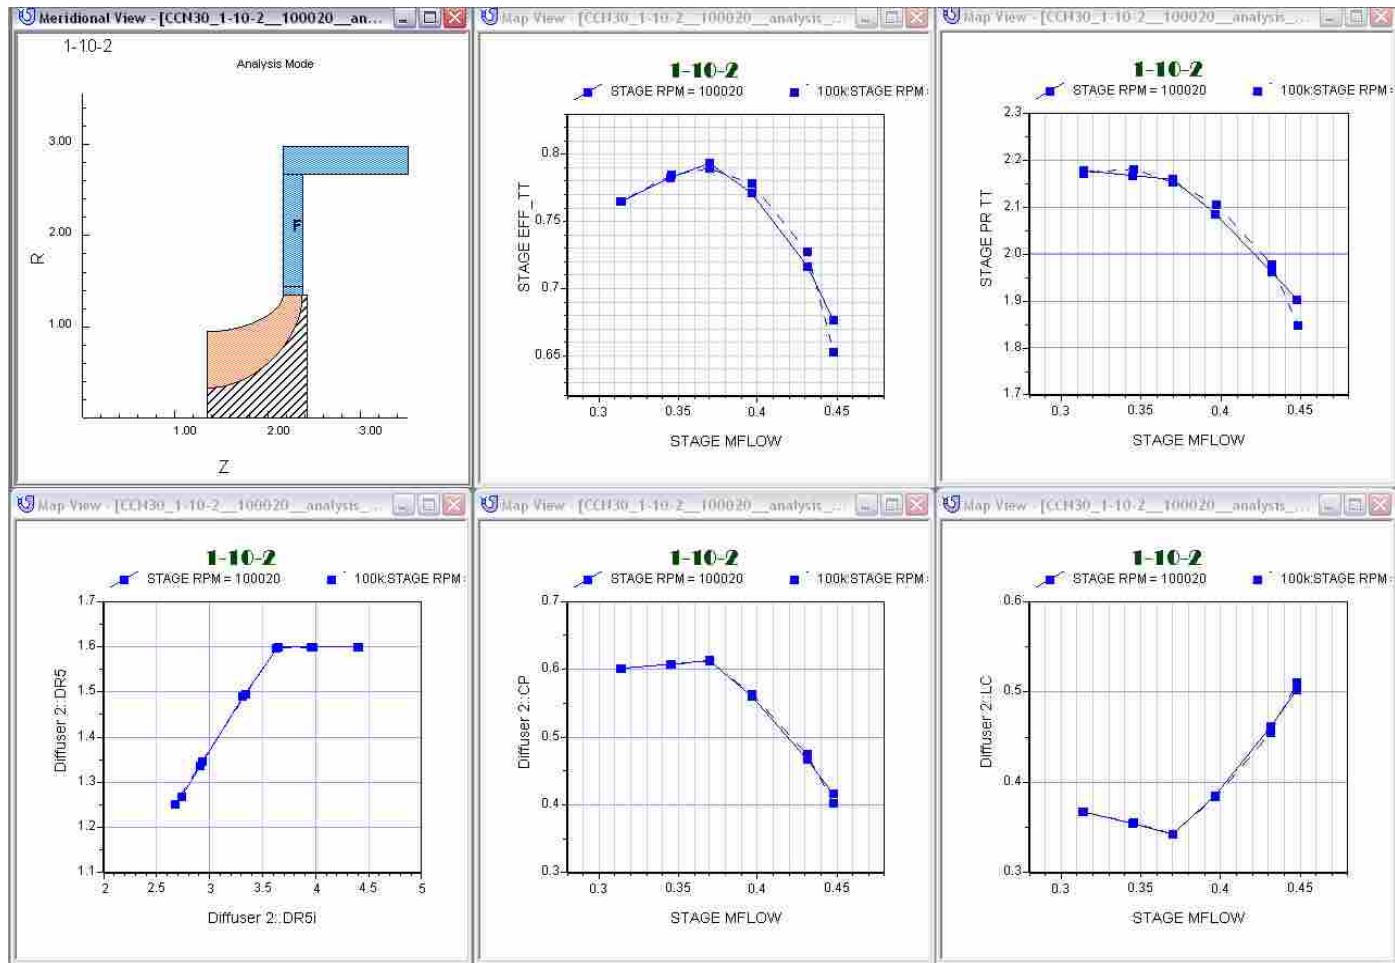 Meridional View - [CCN30_1-10-2__100020__an...
1-10-2
Analysis Mode
3.00
2.00
1.00
R
F
1.00
2.00
3.00
Z
Map View - [CCN30_1-10-2__100020__analysis_...
1-10-2
STAGE RPM = 100020
100k:STAGE RPM=
STAGE EFF_TT
0.8
0.75
0.7
0.65
0.3
0.35
0.4
0.45
STAGE MFLOW
Map View - [CCN30_1-10-2__100020__analysis_...
1-10-2
STAGE RPM = 100020
100k:STAGE RPM=
STAGE PR TT
2.3
2.2
2.1
2.0
1.9
1.8
1.7
0.3
0.35
0.4
0.45
STAGE MFLOW
Map View - [CCN30_1-10-2__100020__analysis_...
1-10-2
STAGE RPM = 100020
100k:STAGE RPM=
Diffuser 2::DR5
1.7
1.6
1.5
1.4
1.3
1.2
1.1
2
2.5
3
3.5
4
4.5
5
Diffuser 2::DR5i
Map View - [CCN30_1-10-2__100020__analysis_...
1-10-2
STAGE RPM = 100020
100k:STAGE RPM=
Diffuser 2::CP
0.7
0.6
0.5
0.4
0.3
0.3
0.35
0.4
0.45
STAGE MFLOW
Map View - [CCN30_1-10-2__100020__analysis_...
1-10-2
STAGE RPM = 100020
100k:STAGE RPM=
Diffuser 2::LC
0.6
0.5
0.4
0.3
0.3
0.35
0.4
0.45
STAGE MFLOW